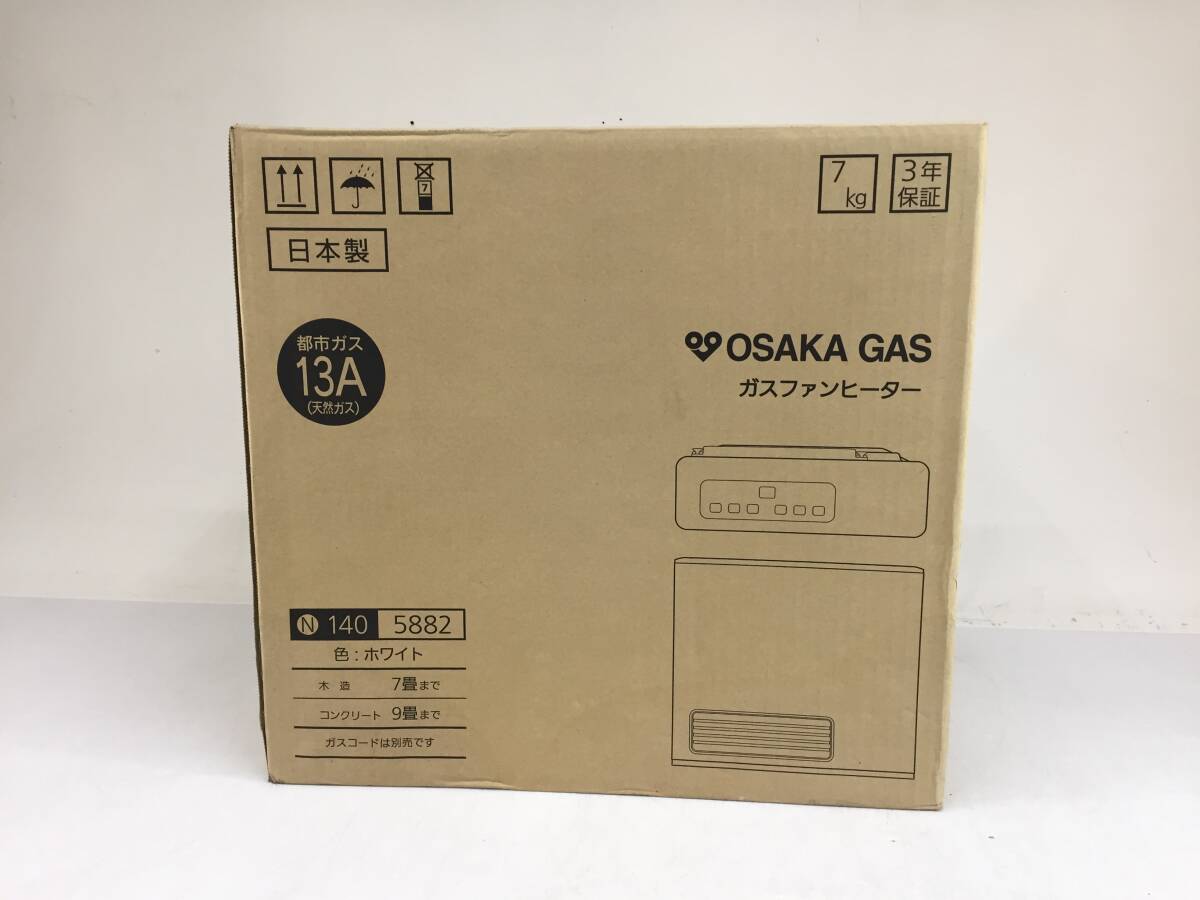 7
7
kg
3年
保証
日本製
都市ガス
13A
(天然ガス)
OSAKA GAS
ガスファンヒーター
N 140 5882
色:ホワイト
木造 7畳まで
コンクリート 9畳まで
ガスコードは別売です